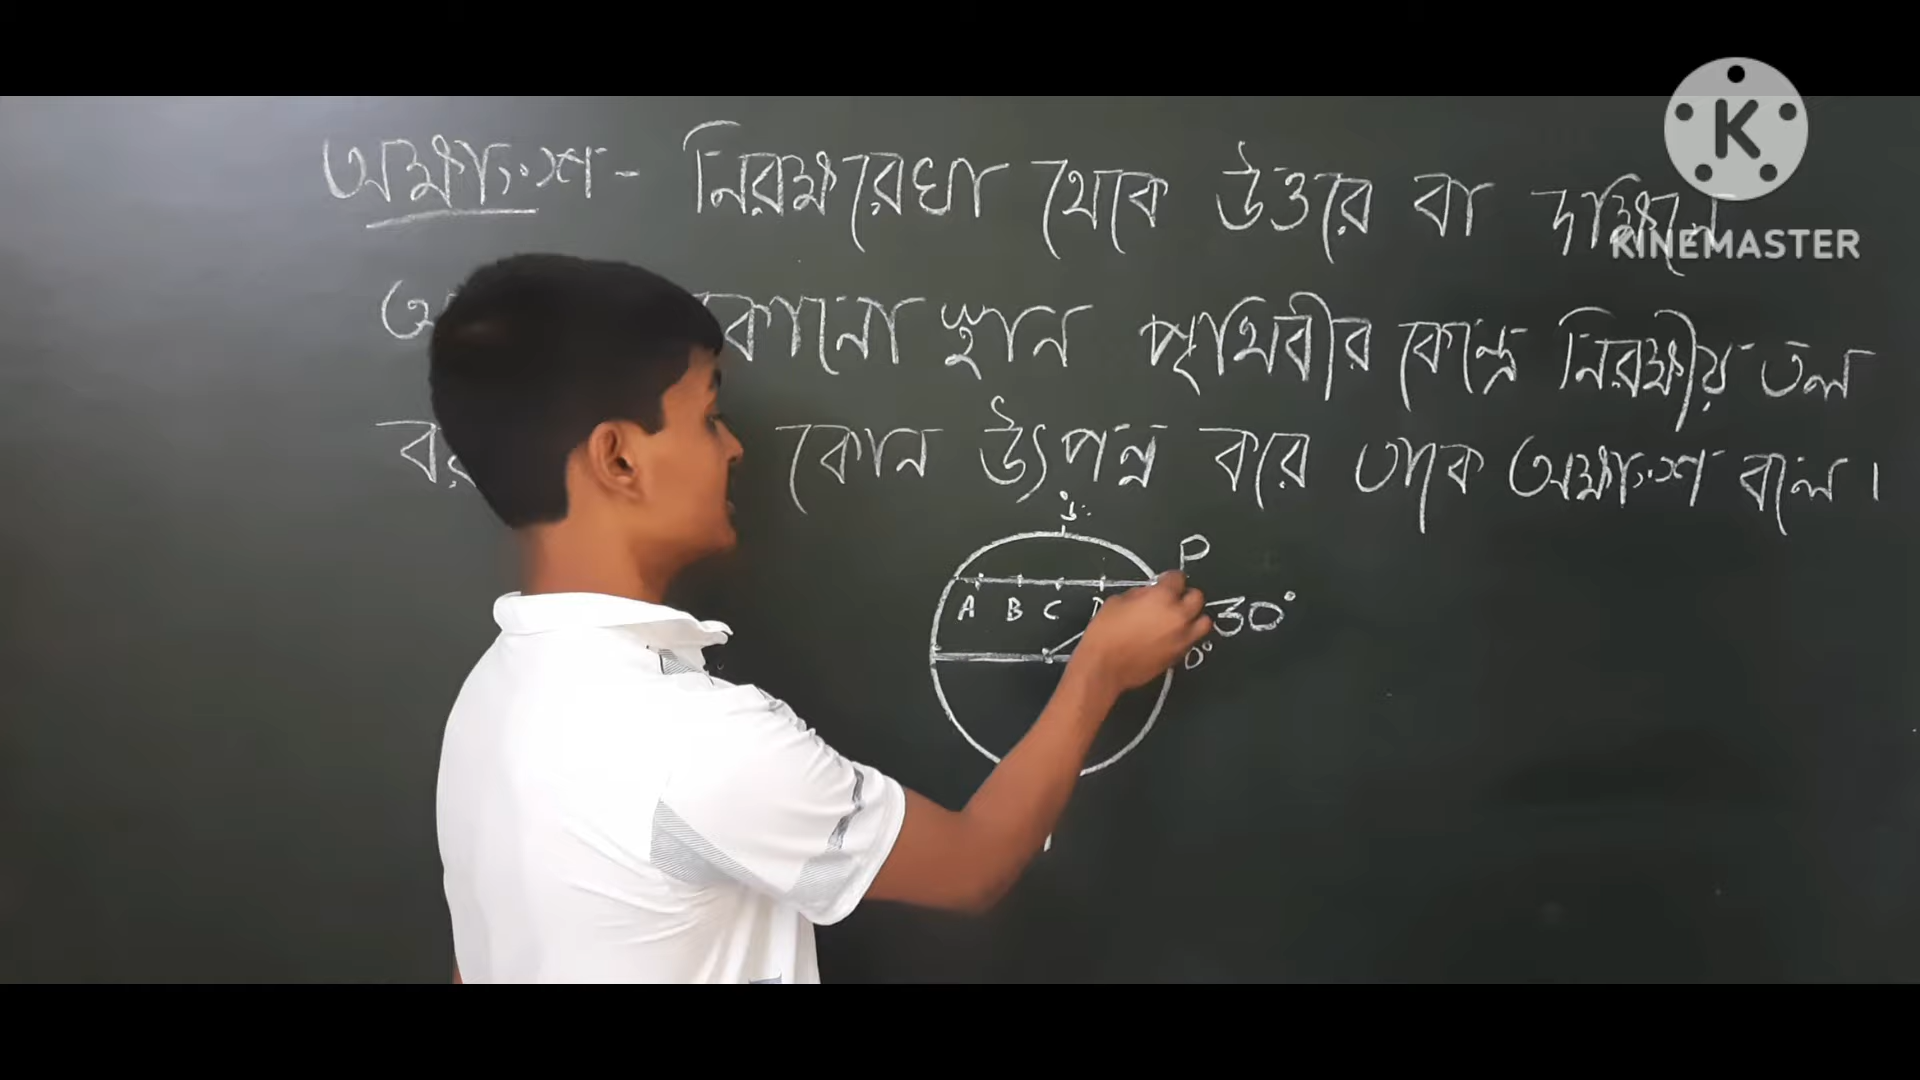 অক্ষাংশ - নিরক্ষরেখা থেকে উত্তরে বা দক্ষিনে
কোনো স্থান পৃথিবীর কেন্দ্রে নিরক্ষীয় তল
কোন উৎপন্ন করে তাকে অক্ষাংশ বলে।
উঃ
P
A B C
30°
0°
K
KINEMASTER